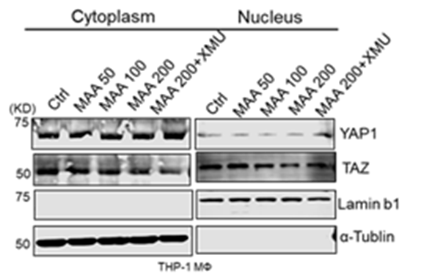 Cytoplasm Nucleus
(KD) Ctrl MAA 50 MAA 100 MAA 200 MAA 200+XMU Ctrl MAA 50 MAA 100 MAA 200 MAA 200+XMU
75 YAP1
50 TAZ
75 Lamin b1
50 α-Tublin
THP-1 MΦ